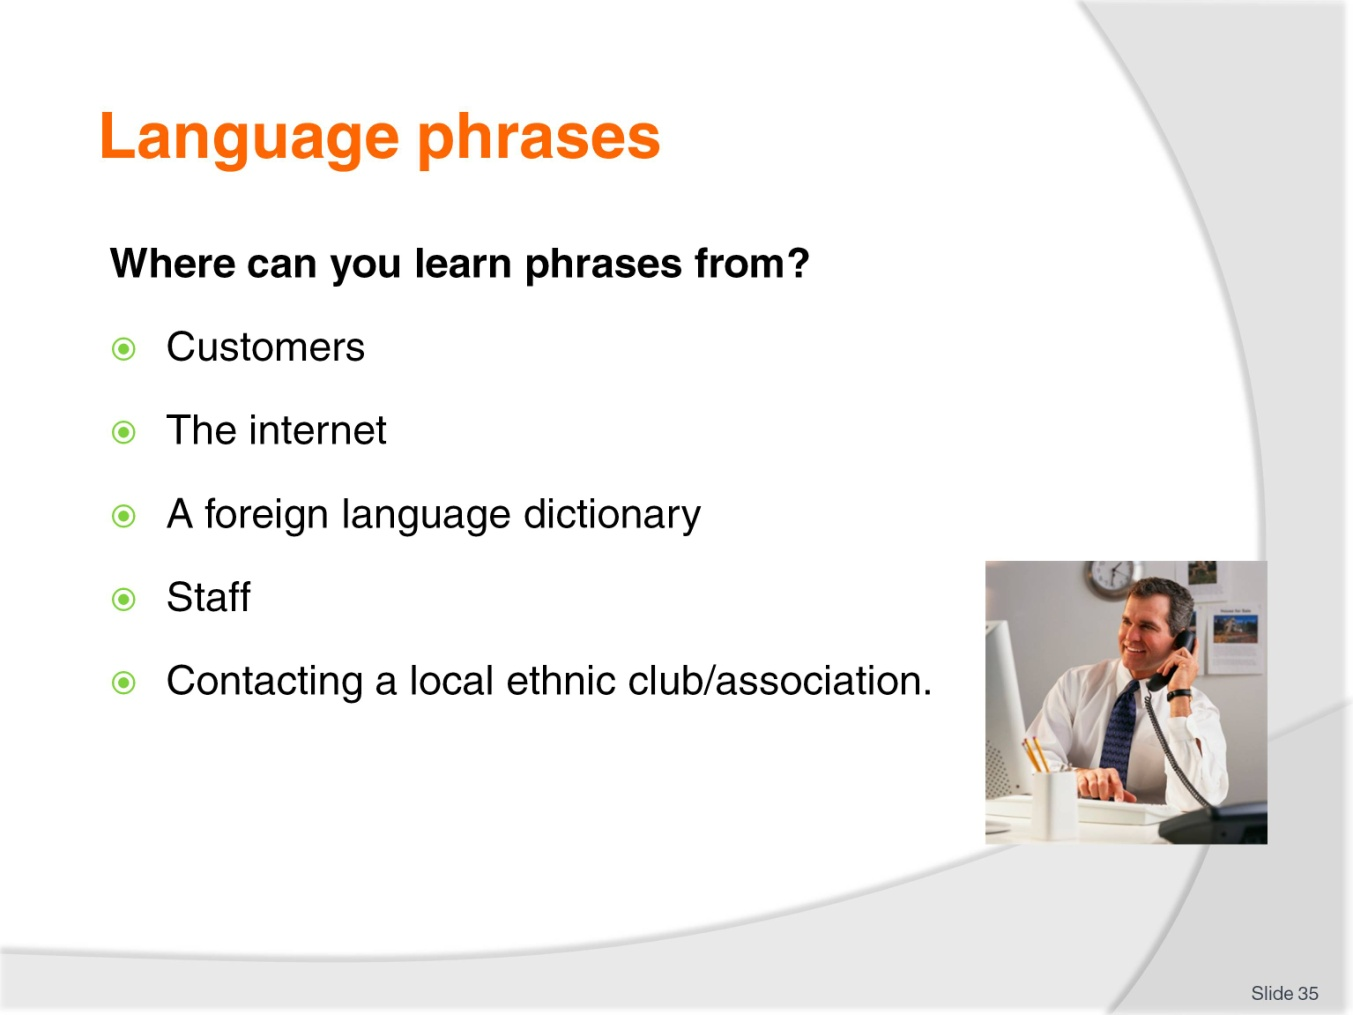 Language phrases
Where can you learn phrases from?
Customers
The internet
A foreign language dictionary
Staff
Contacting a local ethnic club/association.
Slide 35